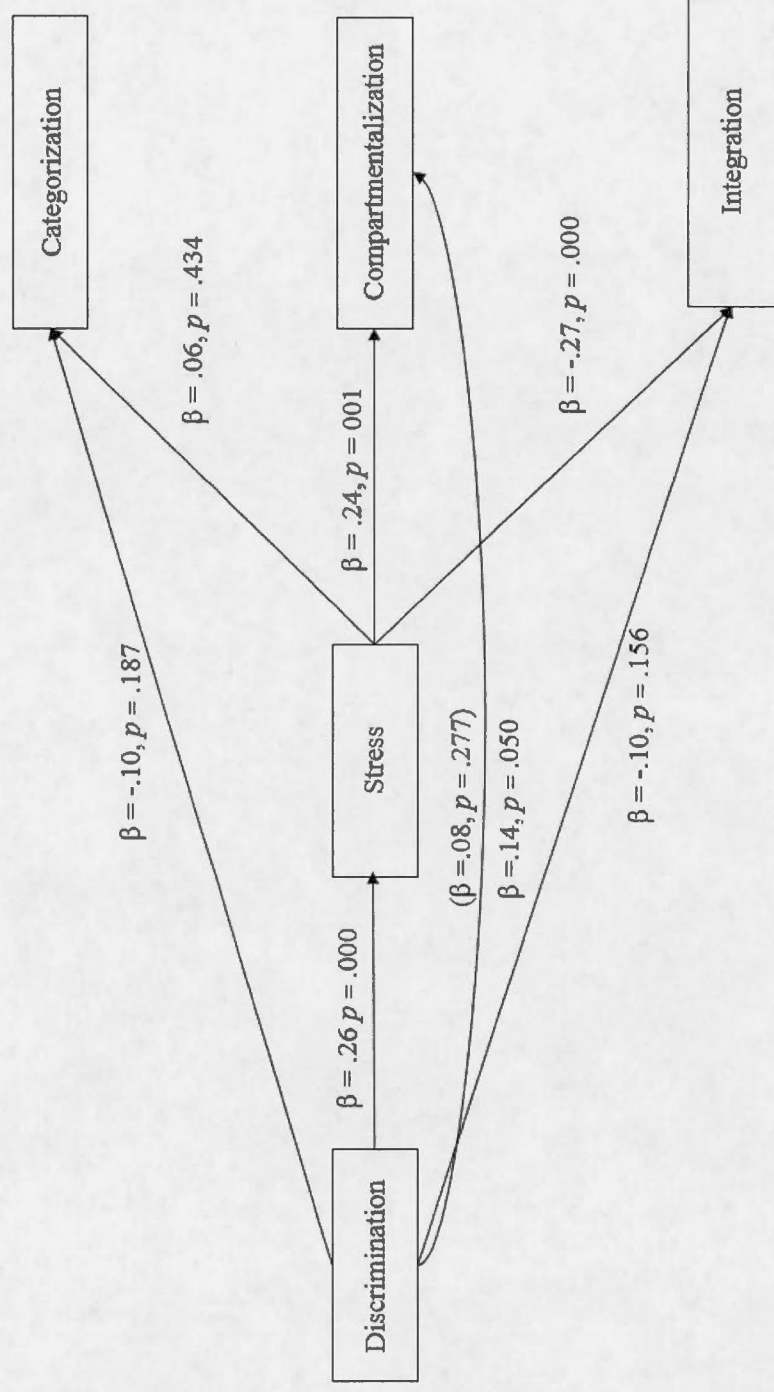 Categorization
β = -.10, p = .187
β = .06, p = .434
Discrimination
β = .26 p = .000
Stress
β = .24, p = 001
Compartmentalization
(β =.08, p = .277)
β =.14, p = .050
β = -.10, p = .156
β = -.27, p = .000
Integration